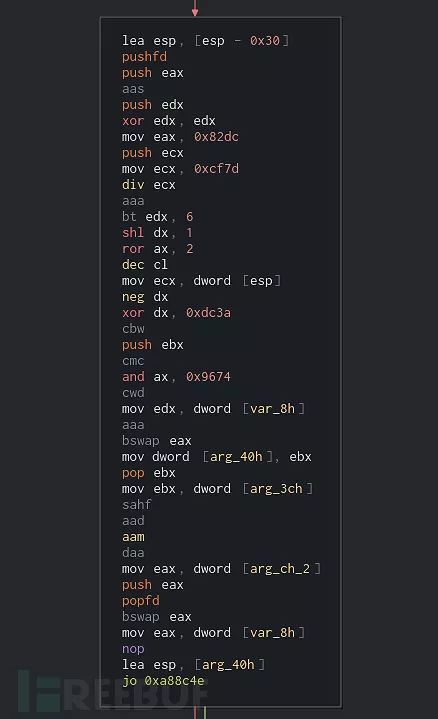 lea esp, [esp - 0x30]
pushfd
push eax
aas
push edx
xor edx, edx
mov eax, 0x82dc
push ecx
mov ecx, 0xcf7d
div ecx
aaa
bt edx, 6
shl dx, 1
ror ax, 2
dec cl
mov ecx, dword [esp]
neg dx
xor dx, 0xdc3a
cbw
push ebx
cmc
and ax, 0x9674
cwd
mov edx, dword [var_8h]
aaa
bswap eax
mov dword [arg_40h], ebx
pop ebx
mov ebx, dword [arg_3ch]
sahf
aad
aam
daa
mov eax, dword [arg_ch_2]
push eax
popfd
bswap eax
mov eax, dword [var_8h]
nop
lea esp, [arg_40h]
jo 0xa88c4e
FREEBUF